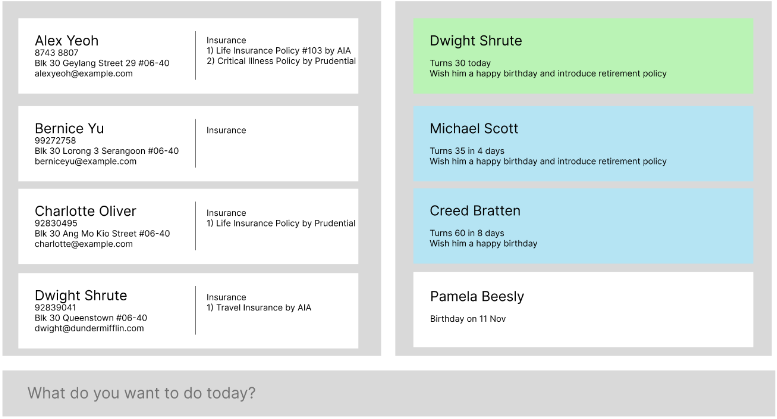 Alex Yeoh
8743 8807
Blk 30 Geylang Street 29 #06-40
alexyeoh@example.com
Insurance
1) Life Insurance Policy #103 by AIA
2) Critical Illness Policy by Prudential
Bernice Yu
99272758
Blk 30 Lorong 3 Serangoon #06-40
berniceyu@example.com
Insurance
Charlotte Oliver
92830495
Blk 30 Ang Mo Kio Street #06-40
charlotte@example.com
Insurance
1) Life Insurance Policy by Prudential
Dwight Shrute
92839041
Blk 30 Queenstown #06-40
dwight@dundermifflin.com
Insurance
1) Travel Insurance by AIA
Dwight Shrute
Turns 30 today
Wish him a happy birthday and introduce retirement policy
Michael Scott
Turns 35 in 4 days
Wish him a happy birthday and introduce retirement policy
Creed Bratten
Turns 60 in 8 days
Wish him a happy birthday
Pamela Beesly
Birthday on 11 Nov
What do you want to do today?